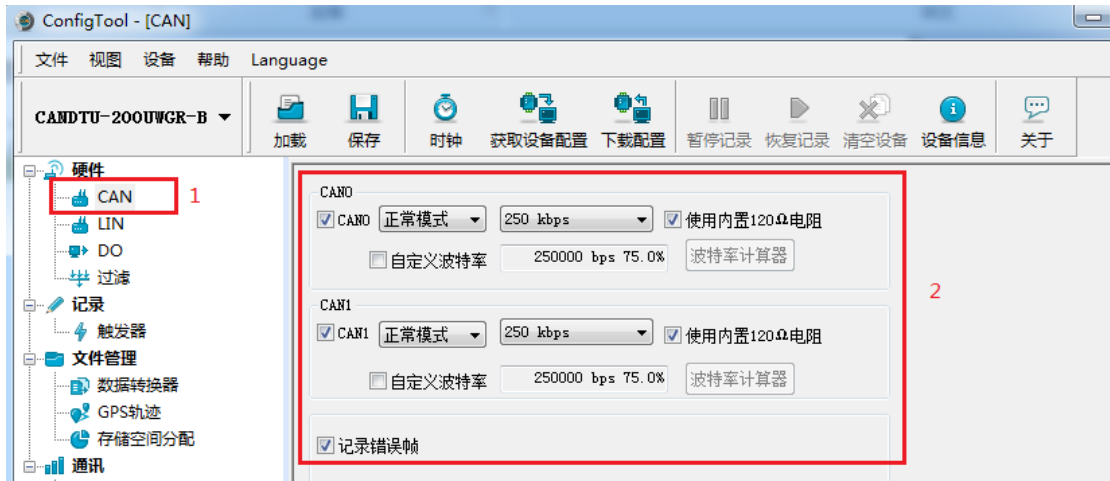 ConfigTool - [CAN]
文件 视图 设备 帮助 Language
CANDTU-200UWGR-B
加载 保存 时钟 获取设备配置 下载配置 暂停记录 恢复记录 清空设备 设备信息 关于
硬件
CAN 1
LIN
DO
过滤
记录
触发器
文件管理
数据转换器
GPS轨迹
存储空间分配
通讯
CAN0
CAN0 正常模式 250 kbps 使用内置120Ω电阻
自定义波特率 250000 bps 75.0% 波特率计算器
2
CAN1
CAN1 正常模式 250 kbps 使用内置120Ω电阻
自定义波特率 250000 bps 75.0% 波特率计算器
记录错误帧